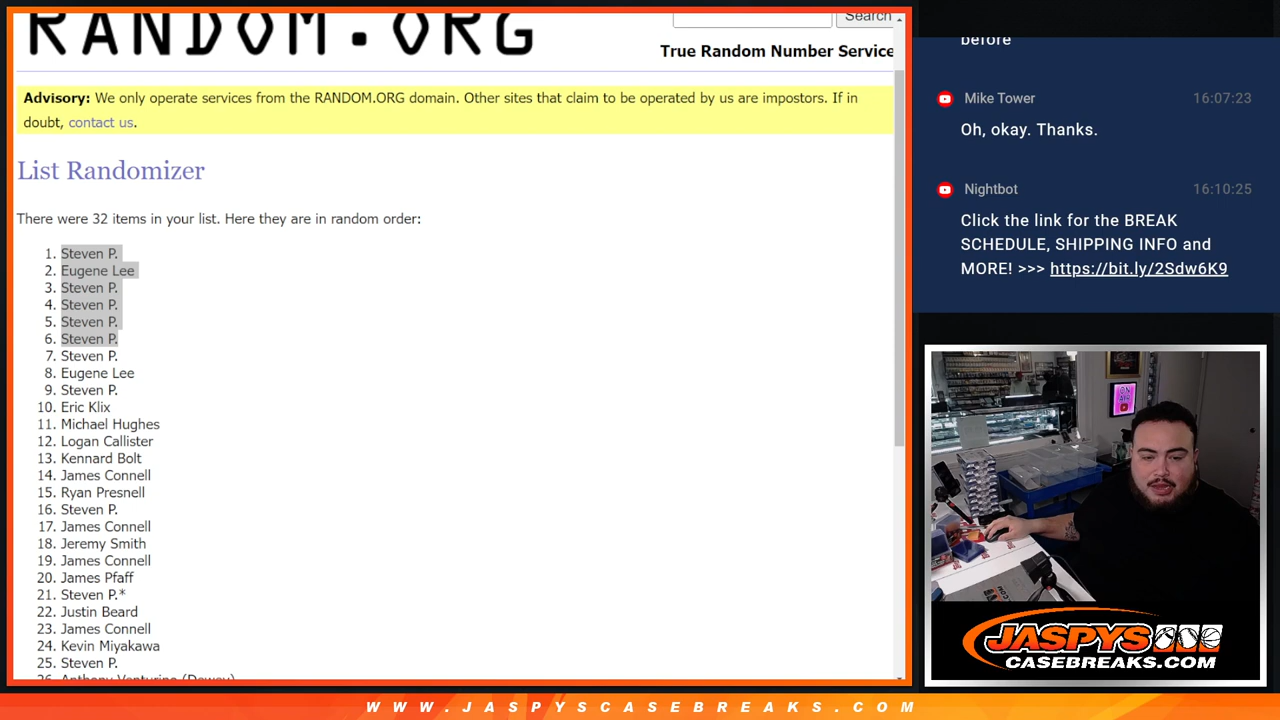 RANDOM.ORG
Search
True Random Number Service
Advisory: We only operate services from the RANDOM.ORG domain. Other sites that claim to be operated by us are impostors. If in
doubt, contact us.
List Randomizer
There were 32 items in your list. Here they are in random order:
1. Steven P.
2. Eugene Lee
3. Steven P.
4. Steven P.
5. Steven P.
6. Steven P.
7. Steven P.
8. Eugene Lee
9. Steven P.
10. Eric Klix
11. Michael Hughes
12. Logan Callister
13. Kennard Bolt
14. James Connell
15. Ryan Presnell
16. Steven P.
17. James Connell
18. Jeremy Smith
19. James Connell
20. James Pfaff
21. Steven P.*
22. Justin Beard
23. James Connell
24. Kevin Miyakawa
25. Steven P.
26. Anthony Venturino (Dewey)
before
Mike Tower 16:07:23
Oh, okay. Thanks.
Nightbot 16:10:25
Click the link for the BREAK
SCHEDULE, SHIPPING INFO and
MORE! >>> https://bit.ly/2Sdw6K9
ON
AIR
JASPYS
CASEBREAKS.COM
WWW.JASPYSCASEBREAKS.COM